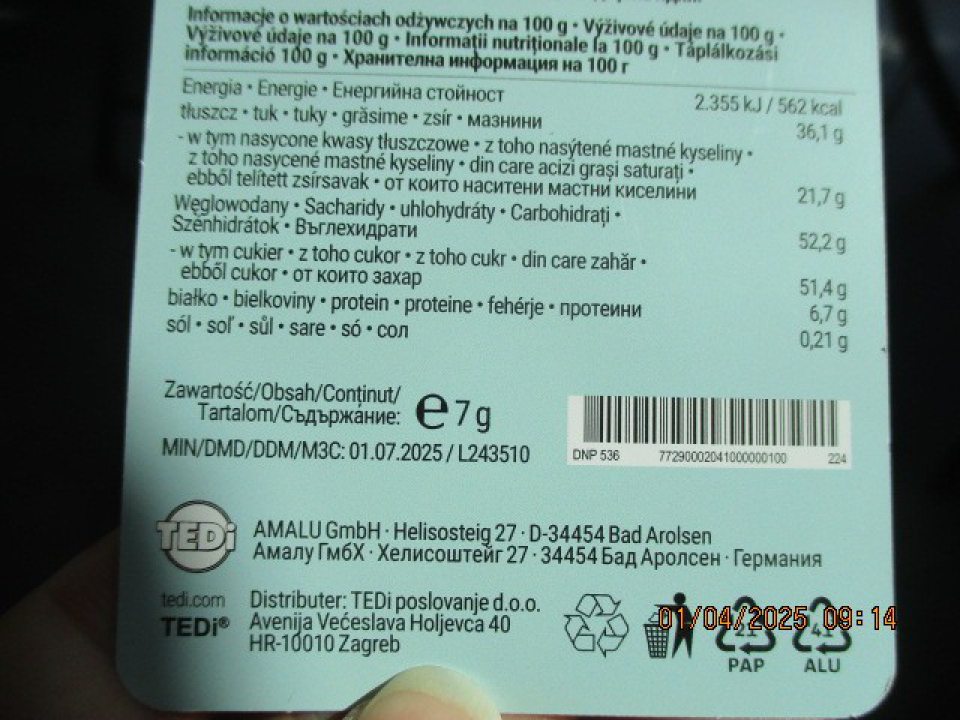 Informacje o wartościach odżywczych na 100 g • Výživové údaje na 100 g •
Výživové údaje na 100 g • Informații nutriționale la 100 g • Táplálkozási
információ 100 g • Хранителна информация на 100 г
Energia • Energie • Енергийна стойност 2.355 kJ / 562 kcal
tłuszcz • tuk • tuky • grăsime • zsír • мазнини 36,1 g
- w tym nasycone kwasy tłuszczowe • z toho nasýtené mastné kyseliny •
z toho nasycené mastné kyseliny • din care acizi grași saturați •
ebből telített zsírsavak • от които наситени мастни киселини 21,7 g
Węglowodany • Sacharidy • uhlohydráty • Carbohidrați •
Szénhidrátok • Въглехидрати 52,2 g
- w tym cukier • z toho cukor • z toho cukr • din care zahăr •
ebből cukor • от които захар 51,4 g
białko • bielkoviny • protein • proteine • fehérje • протеини 6,7 g
sól • soľ • sůl • sare • só • сол 0,21 g
Zawartość/Obsah/Conținut/
Tartalom/Съдържание: e 7 g
MIN/DMD/DDM/МЗС: 01.07.2025 / L243510
DNP 536 77290002041000000100 224
TEDi
AMALU GmbH · Helisosteig 27 · D-34454 Bad Arolsen
Амалу ГмбХ · Хелисоштейг 27 · 34454 Бад Аролсен · Германия
tedi.com
TEDi®
Distributer: TEDi poslovanje d.o.o.
Avenija Većeslava Holjevca 40
HR-10010 Zagreb
01/04/2025 09:14
21 41
PAP ALU